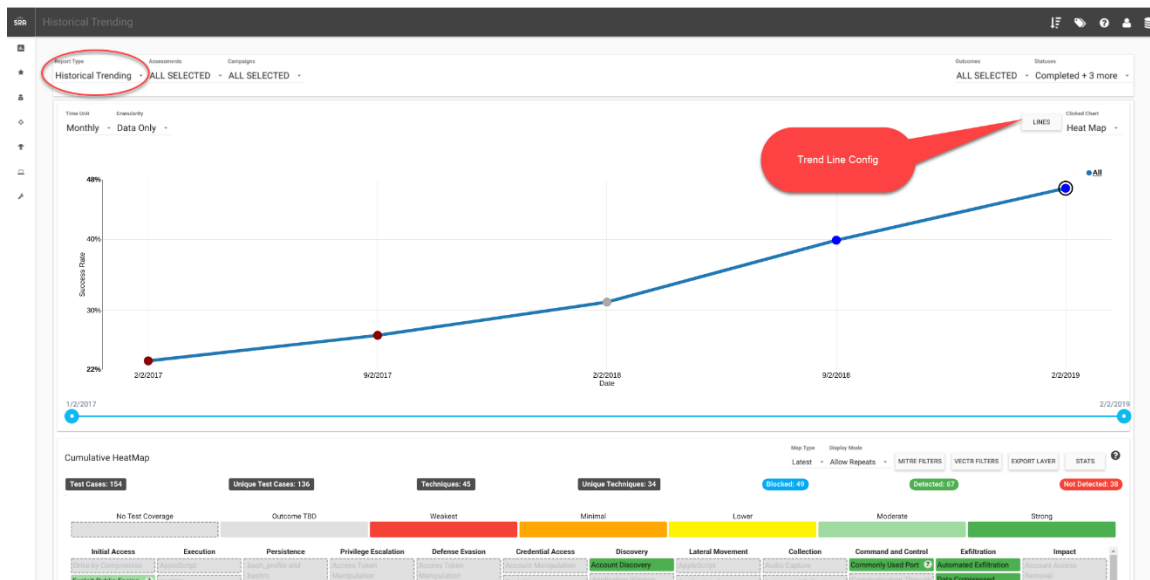 SRA Historical Trending
Report Type Assessments Campaigns Outcomes Statuses
Historical Trending ALL SELECTED ALL SELECTED ALL SELECTED Completed + 3 more
Time Unit Granularity Clicked Chart
Monthly Data Only LINES Heat Map
Trend Line Config
All
48%
40%
Success Rate
30%
22%
2/2/2017 9/2/2017 2/2/2018 9/2/2018 2/2/2019
Date
1/2/2017 2/2/2019
Cumulative HeatMap
Map Type Display Mode
Latest Allow Repeats MITRE FILTERS VECTR FILTERS EXPORT LAYER STATS
Test Cases: 154 Unique Test Cases: 136 Techniques: 45 Unique Techniques: 34 Blocked: 49 Detected: 67 Not Detected: 38
No Test Coverage Outcome TBD Weakest Minimal Lower Moderate Strong
Initial Access Execution Persistence Privilege Escalation Defense Evasion Credential Access Discovery Lateral Movement Collection Command and Control Exfiltration Impact
Drive-by Compromise AppleScript .bash_profile and Access Token Access Token Account Manipulation Account Discovery AppleScript Audio Capture Commonly Used Port Automated Exfiltration Account Access
.bashrc Manipulation Manipulation Data Compressed Removal